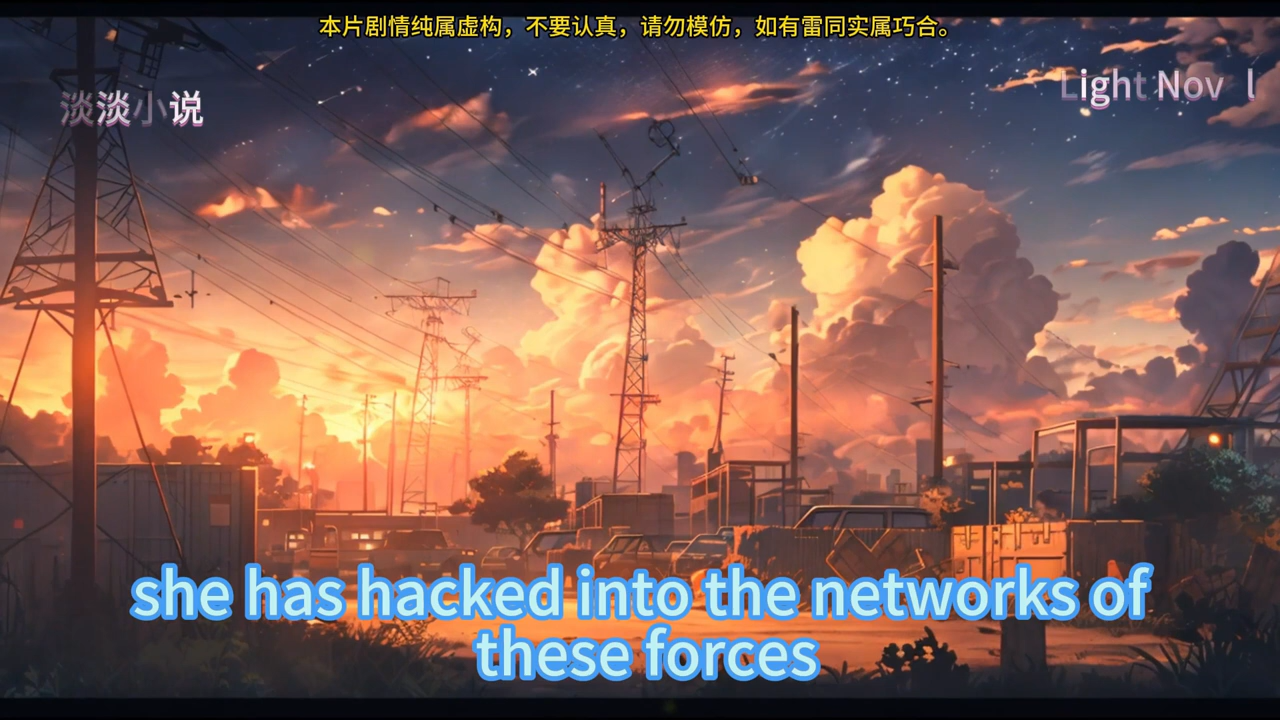 本片剧情纯属虚构，不要认真，请勿模仿，如有雷同实属巧合。
淡淡小说
Light Nov l
she has hacked into the networks of
these forces